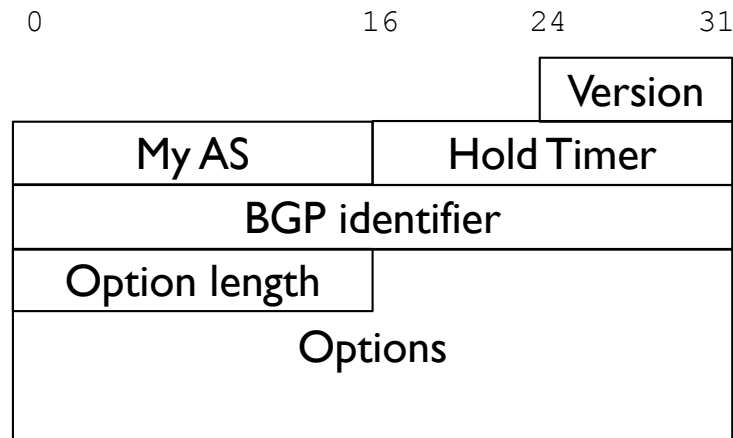 0 16 24 31
Version
My AS Hold Timer
BGP identifier
Option length
Options